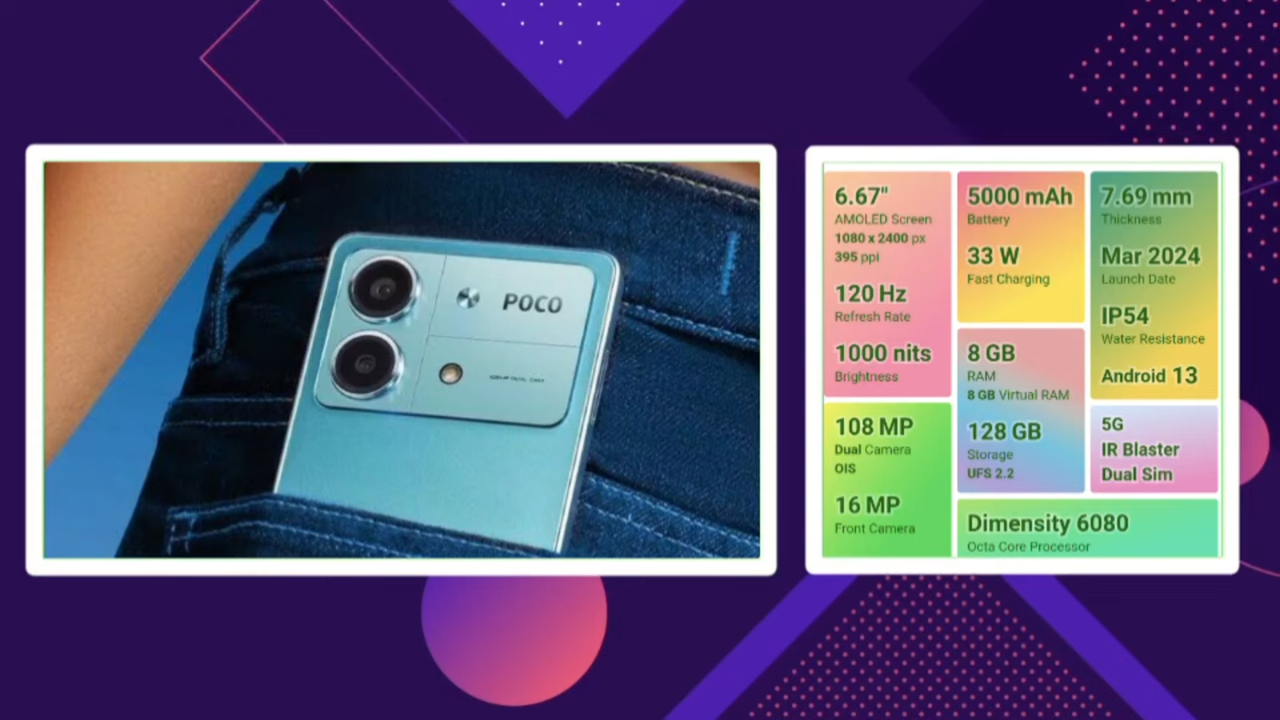 POCO
6.67"
AMOLED Screen
1080 x 2400 px
395 ppi
120 Hz
Refresh Rate
1000 nits
Brightness
108 MP
Dual Camera
OIS
16 MP
Front Camera
5000 mAh
Battery
33 W
Fast Charging
8 GB
RAM
8 GB Virtual RAM
128 GB
Storage
UFS 2.2
7.69 mm
Thickness
Mar 2024
Launch Date
IP54
Water Resistance
Android 13
5G
IR Blaster
Dual Sim
Dimensity 6080
Octa Core Processor